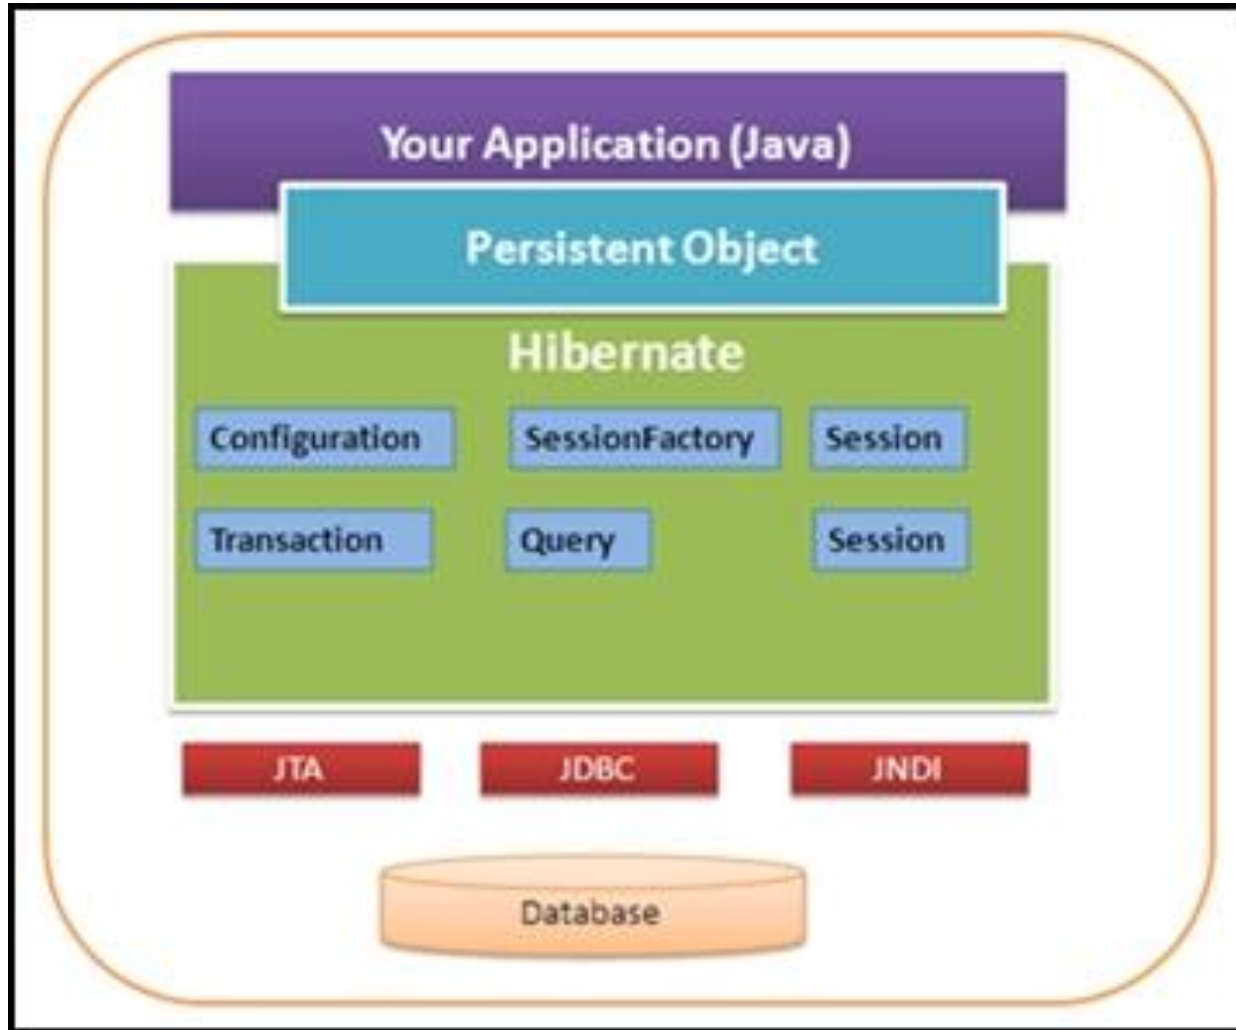 Your Application (Java)
Persistent Object
Hibernate
Configuration
SessionFactory
Session
Transaction
Query
Session
JTA
JDBC
JNDI
Database